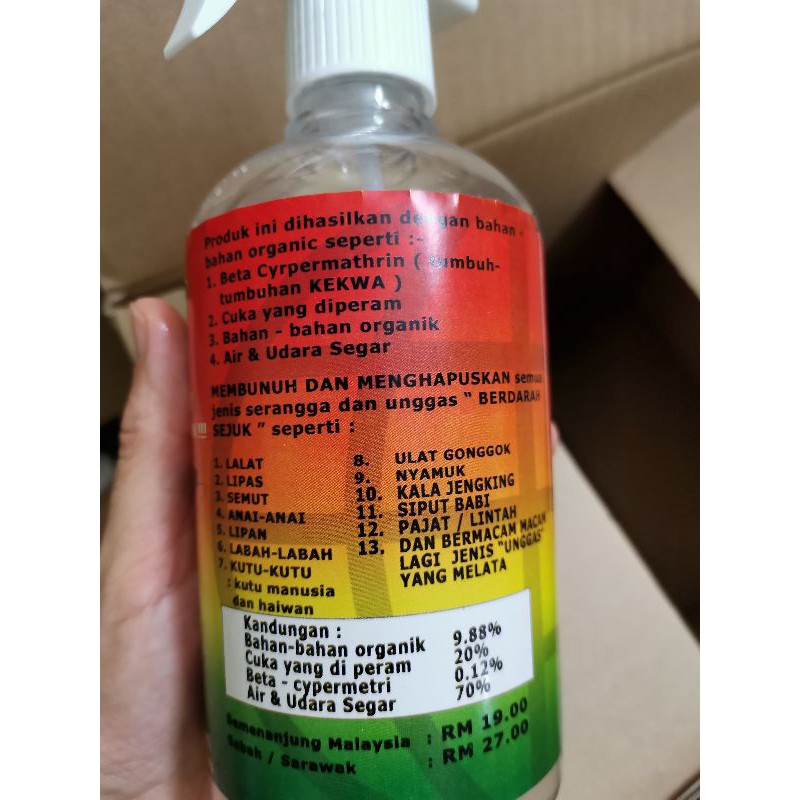 Produk ini dihasilkan dengan bahan -
bahan organic seperti :-
1. Beta Cyrpermathrin ( tumbuh-
tumbuhan KEKWA )
2. Cuka yang diperam
3. Bahan - bahan organik
4. Air & Udara Segar
MEMBUNUH DAN MENGHAPUSKAN semua
jenis serangga dan unggas " BERDARAH
SEJUK " seperti :
1. LALAT
2. LIPAS
3. SEMUT
4. ANAI-ANAI
5. LIPAN
6. LABAH-LABAH
7. KUTU-KUTU
: kutu manusia
dan haiwan
8. ULAT GONGGOK
9. NYAMUK
10. KALA JENGKING
11. SIPUT BABI
12. PAJAT / LINTAH
13. DAN BERMACAM MACAM
LAGI JENIS "UNGGAS"
YANG MELATA
Kandungan :
Bahan-bahan organik 9.88%
Cuka yang di peram 20%
Beta - cypermetri 0.12%
Air & Udara Segar 70%
Semenanjung Malaysia : RM 19.00
Sabah / Sarawak : RM 27.00